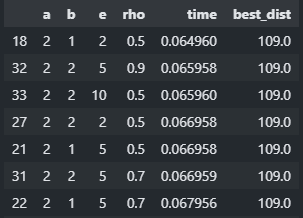 a b e rho time best_dist
18 2 1 2 0.5 0.064960 109.0
32 2 2 5 0.9 0.065958 109.0
33 2 2 10 0.5 0.065960 109.0
27 2 2 2 0.5 0.066958 109.0
21 2 1 5 0.5 0.066958 109.0
31 2 2 5 0.7 0.066959 109.0
22 2 1 5 0.7 0.067956 109.0